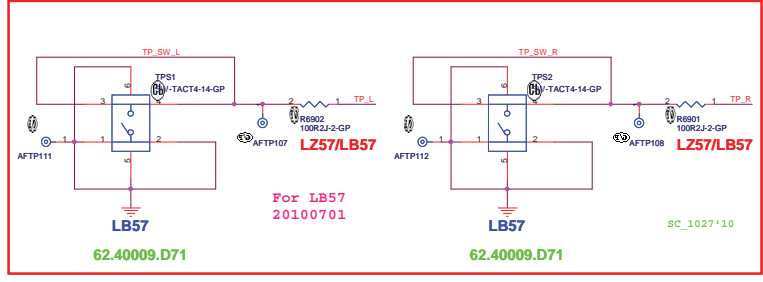 TP_SW_L
TPS1
-TACT4-14-GP
6
3
4
1
2
5
AFTP111
1
AFTP107
2
1
TP_L
R6902
100R2J-2-GP
LZ57/LB57
For LB57
20100701
LB57
62.40009.D71
TP_SW_R
TPS2
-TACT4-14-GP
6
3
4
1
2
5
AFTP112
1
AFTP108
2
1
TP_R
R6901
100R2J-2-GP
LZ57/LB57
SC_1027'10
LB57
62.40009.D71